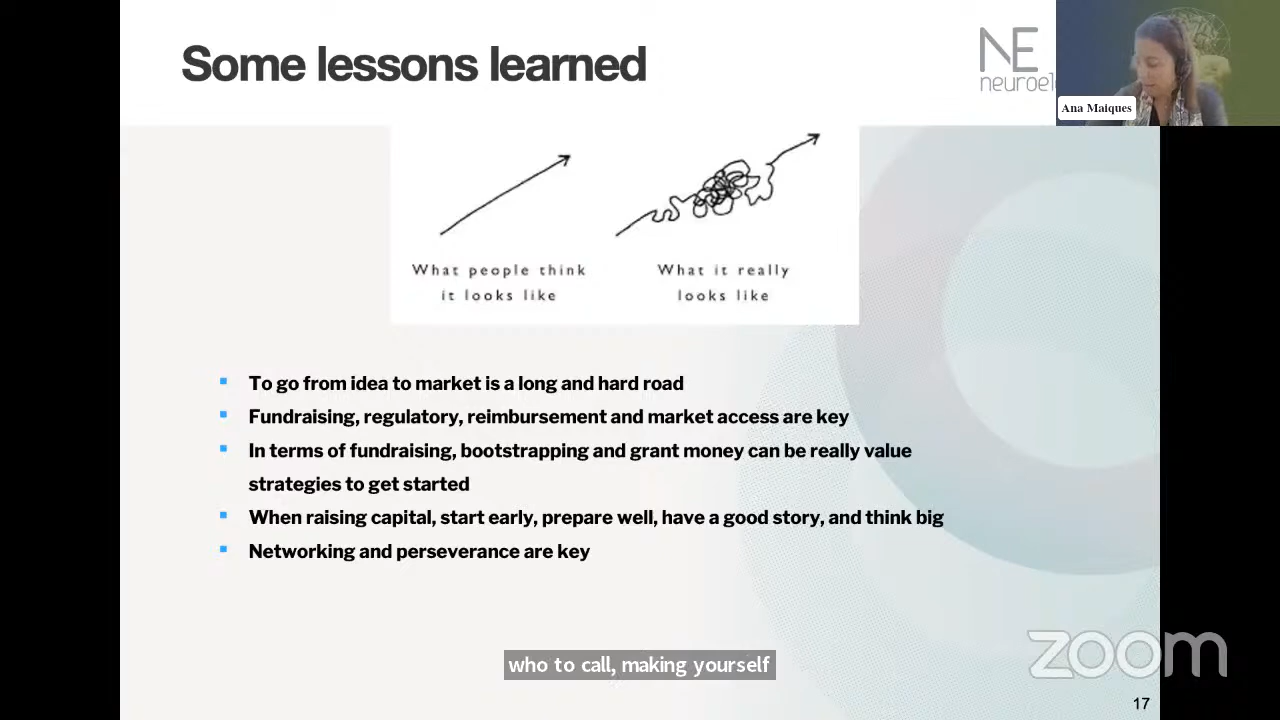 Some lessons learned
NE
neuroel
Ana Maiques
What people think
it looks like
What it really
looks like
To go from idea to market is a long and hard road
Fundraising, regulatory, reimbursement and market access are key
In terms of fundraising, bootstrapping and grant money can be really value
strategies to get started
When raising capital, start early, prepare well, have a good story, and think big
Networking and perseverance are key
who to call, making yourself
zoom
17